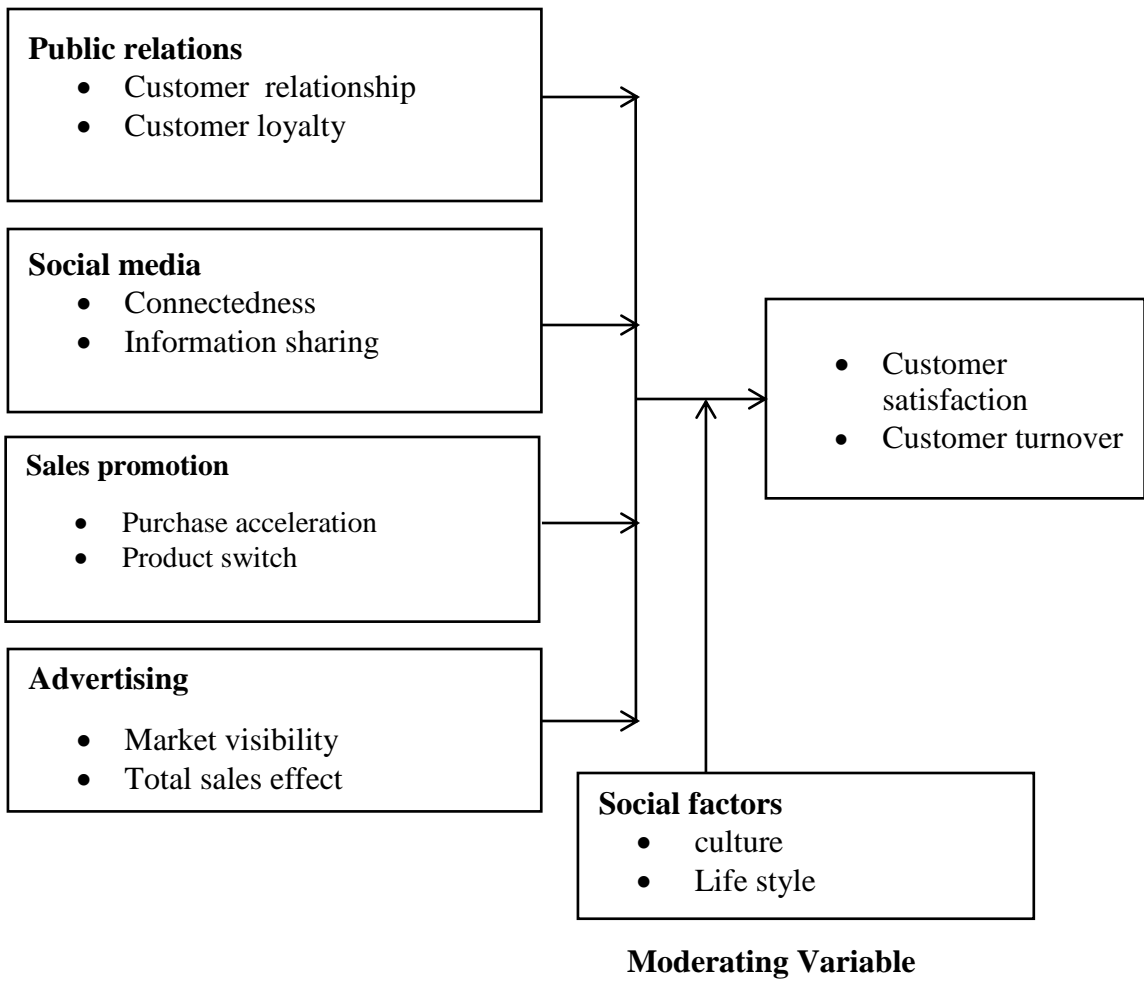 Public relations
• Customer relationship
• Customer loyalty
Social media
• Connectedness
• Information sharing
Sales promotion
• Purchase acceleration
• Product switch
Advertising
• Market visibility
• Total sales effect
• Customer
satisfaction
• Customer turnover
Social factors
• culture
• Life style
Moderating Variable